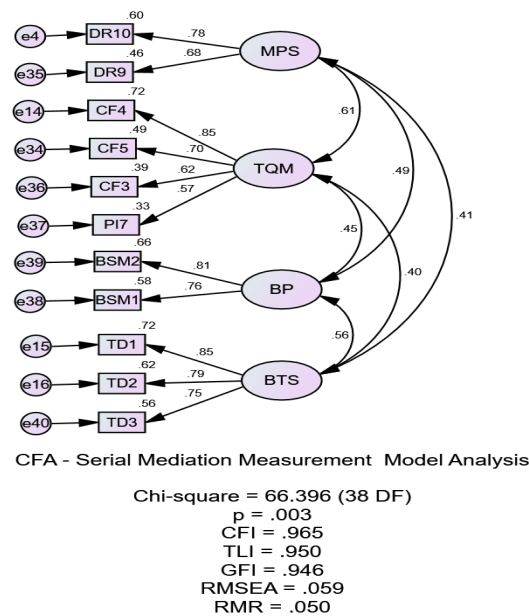 .60
e4 DR10 .78 MPS
.46
e35 DR9 .68
.72
e14 CF4 .85 .61
.49
e34 CF5 .70 TQM
.39
e36 CF3 .62 .49
.33
e37 PI7 .57 .41
.66
e39 BSM2 .81 .45
.58
e38 BSM1 .76 BP .40
.72
e15 TD1 .85 .56
.62
e16 TD2 .79 BTS
.56
e40 TD3 .75
CFA - Serial Mediation Measurement Model Analysis
Chi-square = 66.396 (38 DF)
p = .003
CFI = .965
TLI = .950
GFI = .946
RMSEA = .059
RMR = .050